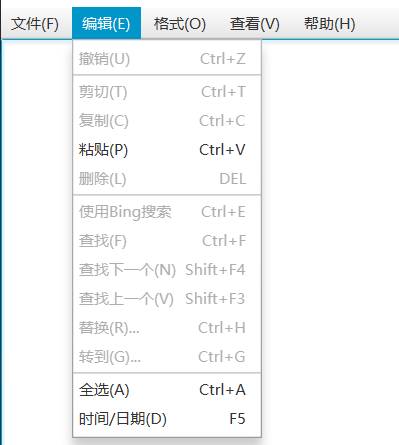 文件(F) 编辑(E) 格式(O) 查看(V) 帮助(H)
撤销(U) Ctrl+Z
剪切(T) Ctrl+T
复制(C) Ctrl+C
粘贴(P) Ctrl+V
删除(L) DEL
使用Bing搜索 Ctrl+E
查找(F) Ctrl+F
查找下一个(N) Shift+F4
查找上一个(V) Shift+F3
替换(R)... Ctrl+H
转到(G)... Ctrl+G
全选(A) Ctrl+A
时间/日期(D) F5